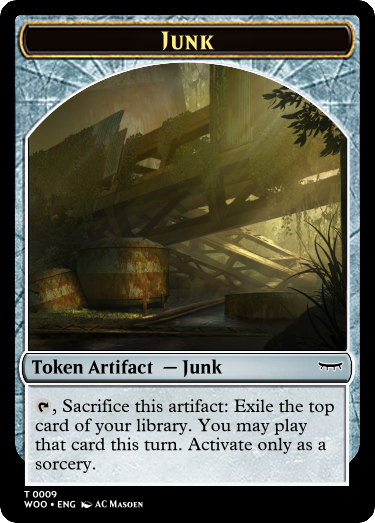 Junk
Token Artifact — Junk
, Sacrifice this artifact: Exile the top
card of your library. You may play
that card this turn. Activate only as a
sorcery.
T 0009
WOO • ENG AC Masoen